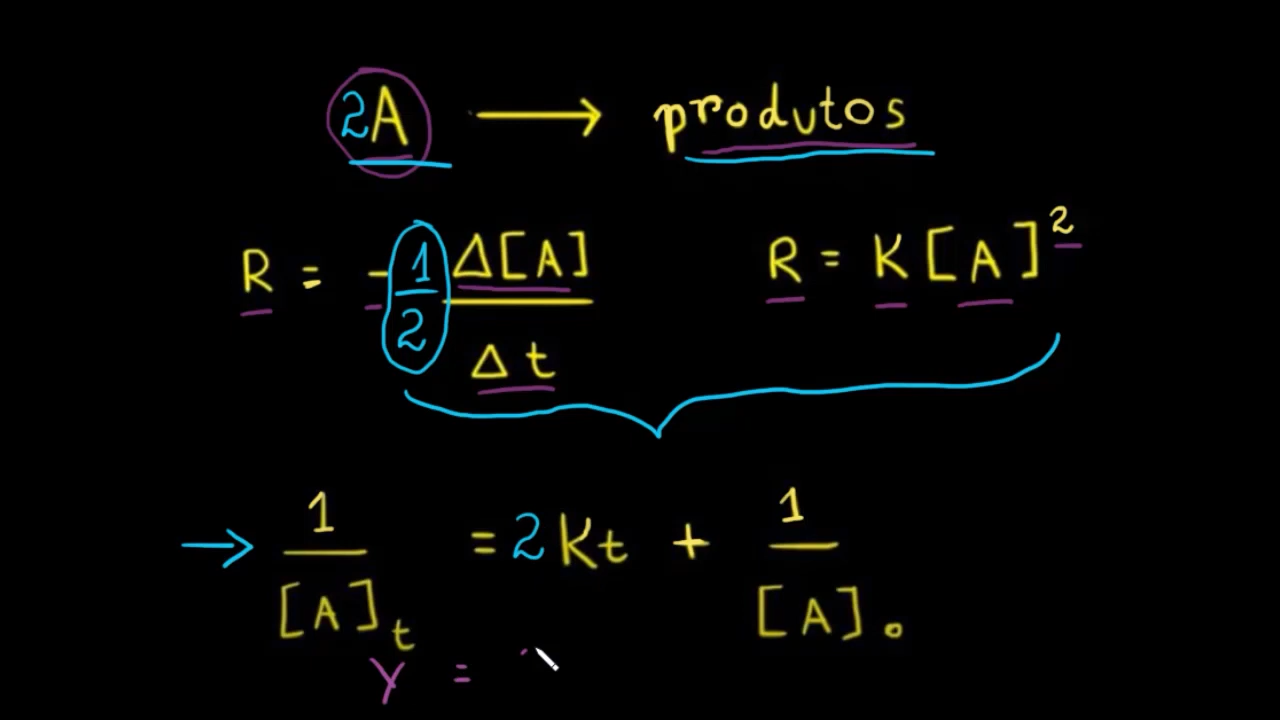 2A → produtos
R = - 1/2 Δ[A]/Δt R = K[A]²
→ 1/[A]t = 2Kt + 1/[A]₀
y =